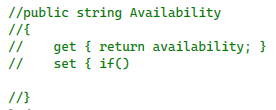 //public string Availability
//{
//    get { return availability; }
//    set { if()
//}